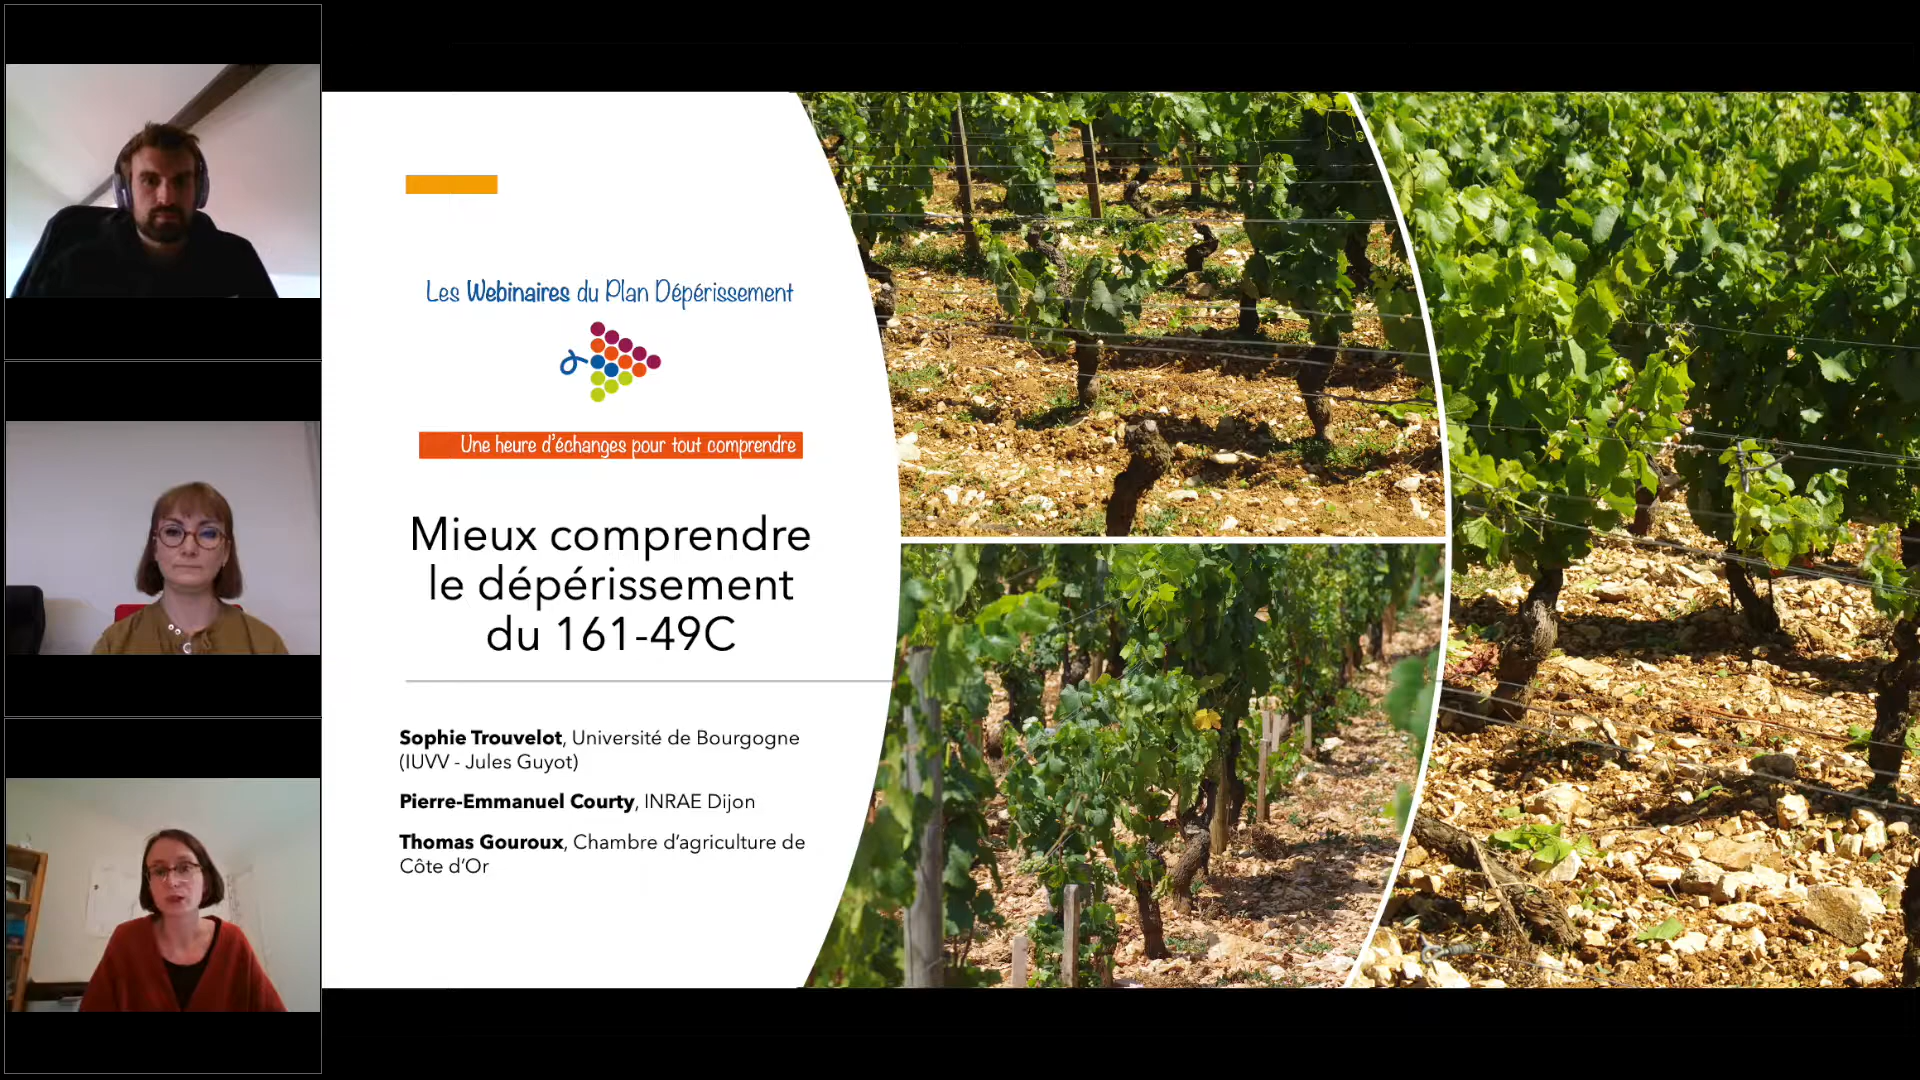 Les Webinaires du Plan Dépérissement
Une heure d'échanges pour tout comprendre
Mieux comprendre
le dépérissement
du 161-49C
Sophie Trouvelot, Université de Bourgogne
(IUVV - Jules Guyot)
Pierre-Emmanuel Courty, INRAE Dijon
Thomas Gouroux, Chambre d’agriculture de
Côte d’Or